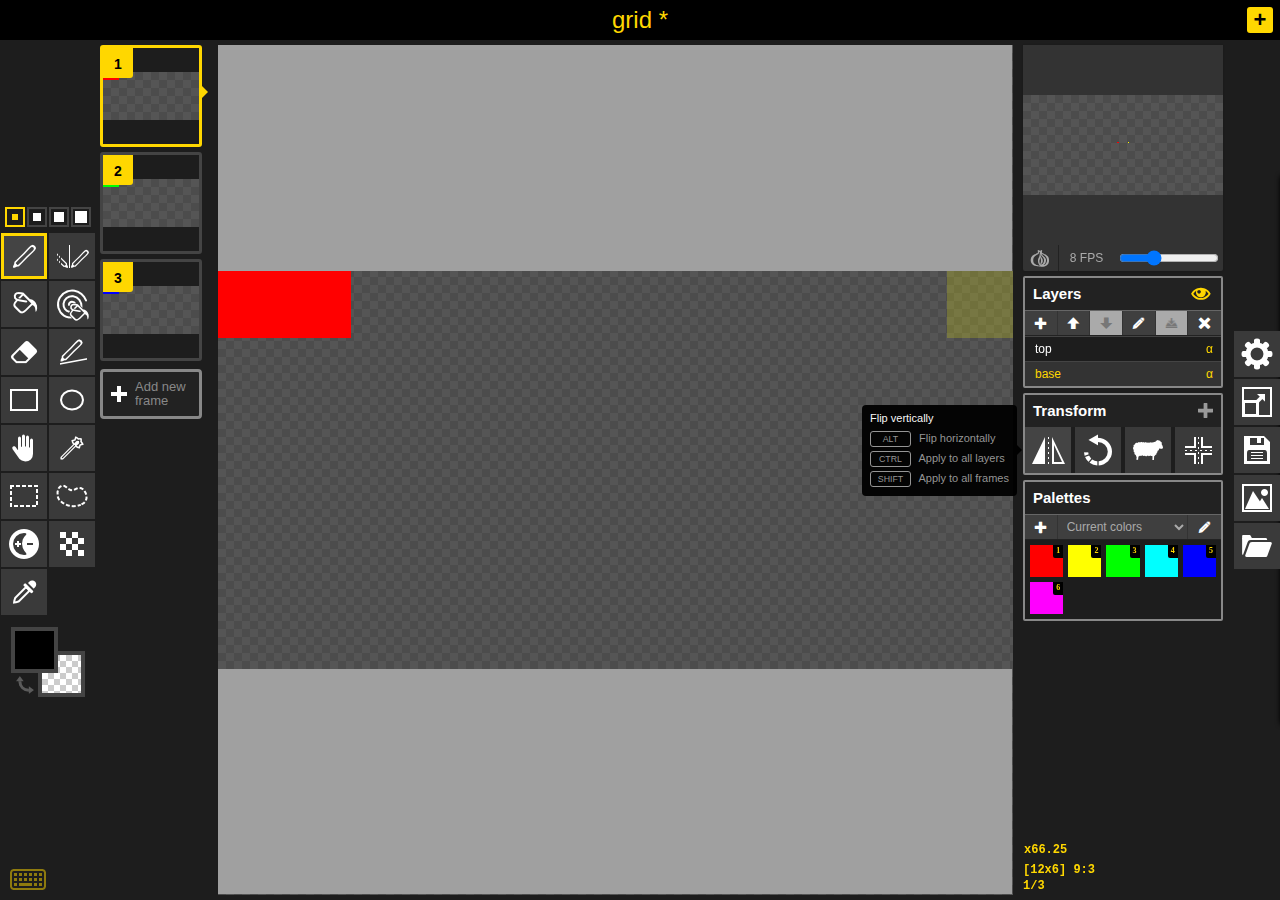 grid *
+
1
2
3
Add new
frame
8 FPS
Layers
top α
base α
Flip vertically
ALT Flip horizontally
CTRL Apply to all layers
SHIFT Apply to all frames
Transform
Palettes
Current colors
1 2 3 4 5
6
x66.25
[12x6] 9:3
1/3